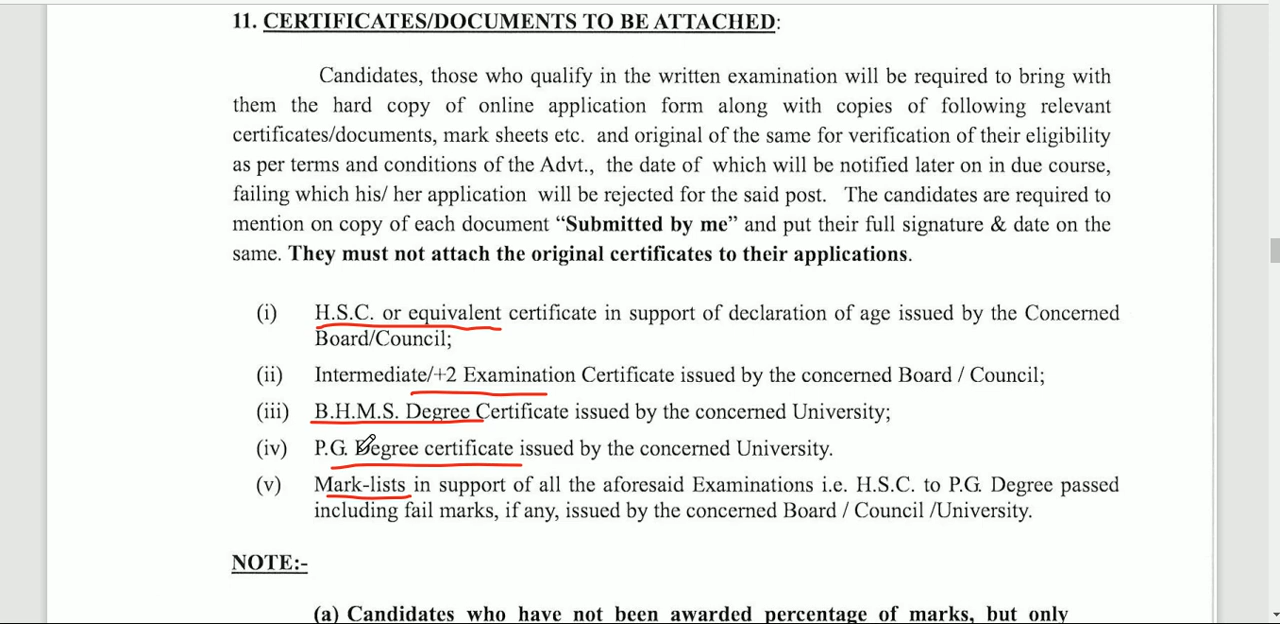 11. CERTIFICATES/DOCUMENTS TO BE ATTACHED:
Candidates, those who qualify in the written examination will be required to bring with
them the hard copy of online application form along with copies of following relevant
certificates/documents, mark sheets etc. and original of the same for verification of their eligibility
as per terms and conditions of the Advt., the date of which will be notified later on in due course,
failing which his/ her application will be rejected for the said post. The candidates are required to
mention on copy of each document “Submitted by me” and put their full signature & date on the
same. They must not attach the original certificates to their applications.
(i) H.S.C. or equivalent certificate in support of declaration of age issued by the Concerned
Board/Council;
(ii) Intermediate/+2 Examination Certificate issued by the concerned Board / Council;
(iii) B.H.M.S. Degree Certificate issued by the concerned University;
(iv) P.G. Degree certificate issued by the concerned University.
(v) Mark-lists in support of all the aforesaid Examinations i.e. H.S.C. to P.G. Degree passed
including fail marks, if any, issued by the concerned Board / Council /University.
NOTE:-
(a) Candidates who have not been awarded percentage of marks, but only